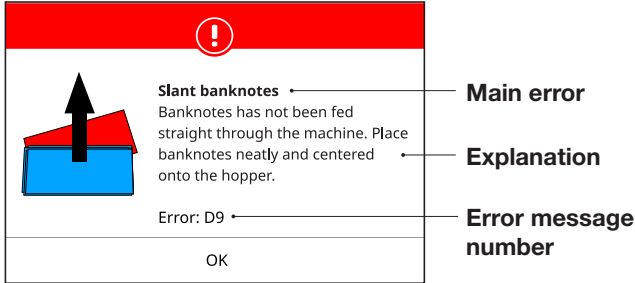 Slant banknotes
Main error
Banknotes has not been fed
straight through the machine. Place
banknotes neatly and centered
Explanation
onto the hopper.
Error: D9
Error message
number
OK